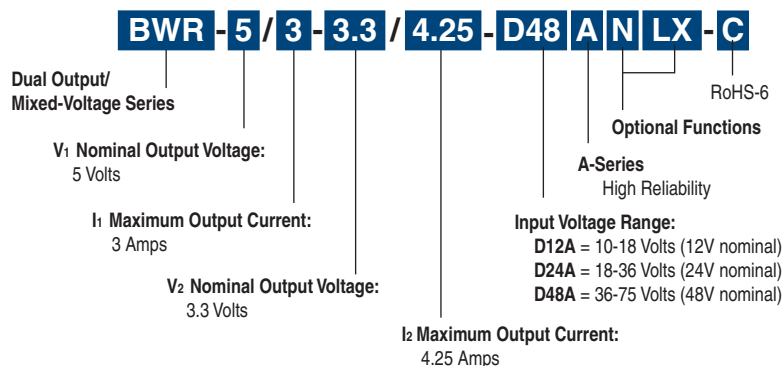 BWR - 5 / 3 - 3.3 / 4.25 - D48 A N LX - C
Dual Output/
Mixed-Voltage Series
V1 Nominal Output Voltage:
5 Volts
I1 Maximum Output Current:
3 Amps
V2 Nominal Output Voltage:
3.3 Volts
I2 Maximum Output Current:
4.25 Amps
Input Voltage Range:
D12A = 10-18 Volts (12V nominal)
D24A = 18-36 Volts (24V nominal)
D48A = 36-75 Volts (48V nominal)
A-Series
High Reliability
Optional Functions
RoHS-6